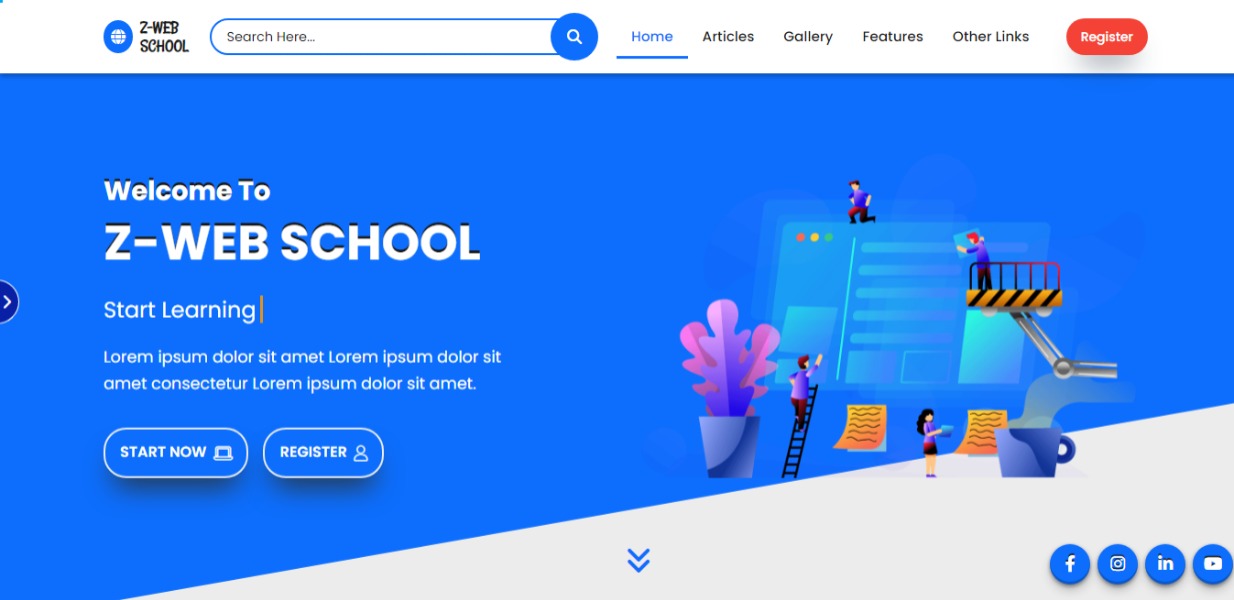 Z-WEB
SCHOOL
Search Here...
Home
Articles
Gallery
Features
Other Links
Register
Welcome To
Z-WEB SCHOOL
Start Learning
Lorem ipsum dolor sit amet Lorem ipsum dolor sit
amet consectetur Lorem ipsum dolor sit amet.
START NOW
REGISTER